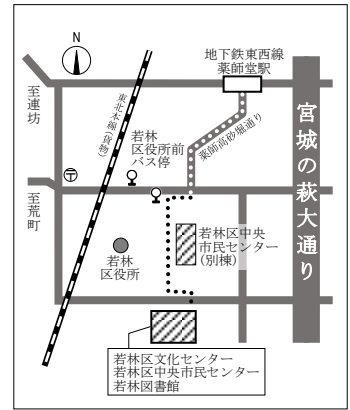 N
地下鉄東西線
薬師堂駅
至連坊
東北本線(貨物)
宮城の萩大通り
薬師高砂堀通り
若林
区役所前
バス停
〒
至荒町
若林
区役所
若林区中央
市民センター
(別棟)
若林区文化センター
若林区中央市民センター
若林図書館